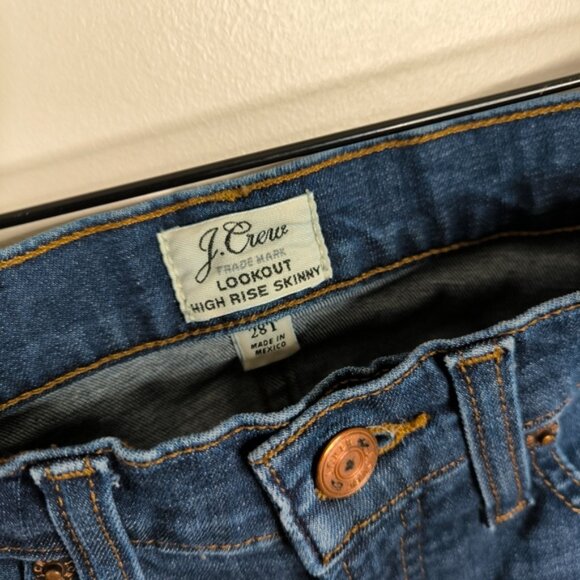 J.Crew
TRADE MARK
LOOKOUT
HIGH RISE SKINNY
28T
MADE IN
MEXICO